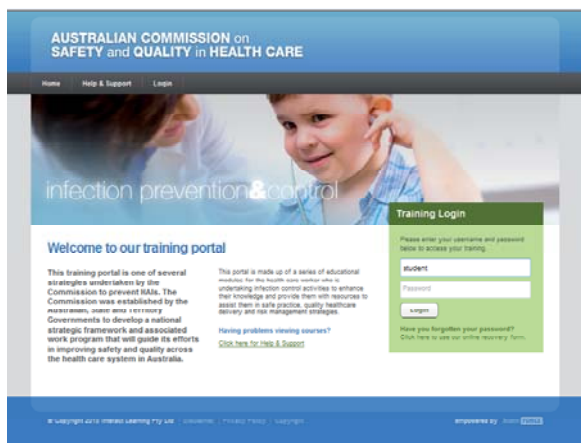 AUSTRALIAN COMMISSION on
SAFETY and QUALITY in HEALTH CARE
Home Help & Support Login
infection prevention&control
Training Login
Please enter your username and password
below to access your training.
student
Password
Login
Have you forgotten your password?
Click here to use our online recovery form.
Welcome to our training portal
This training portal is one of several
strategies undertaken by the
Commission to prevent HAIs. The
Commission was established by the
Australian, State and Territory
Governments to develop a national
strategic framework and associated
work program that will guide its efforts
in improving safety and quality across
the health care system in Australia.
This portal is made up of a series of educational
modules for the health care worker who is
undertaking infection control activities to enhance
their knowledge and provide them with resources to
assist them in safe practice, quality healthcare
delivery and risk management strategies.
Having problems viewing courses?
Click here for Help & Support
© Copyright Interact Learning Pty Ltd | Disclaimer | Privacy Policy | Copyright
empowered by